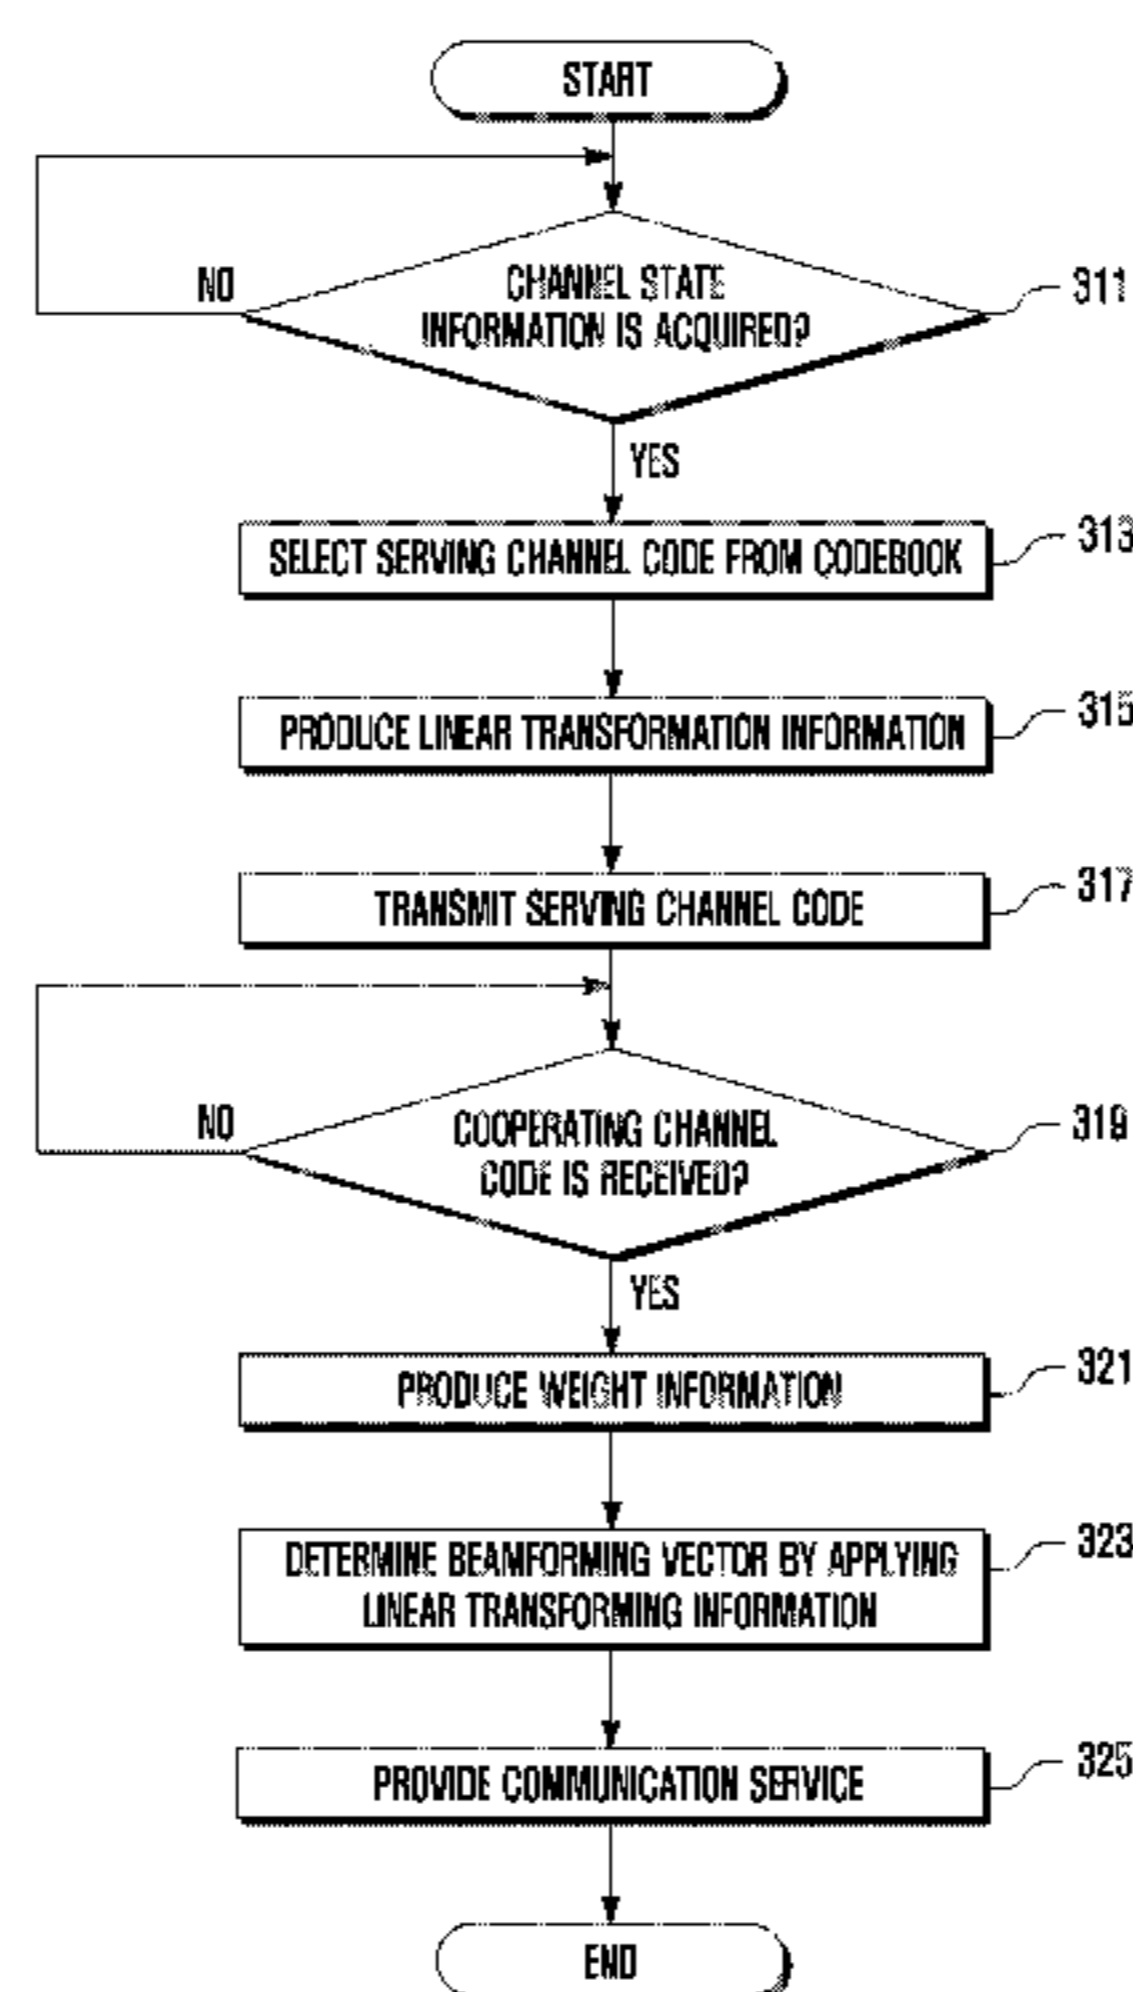 START
NO
CHANNEL STATE
INFORMATION IS ACQUIRED?
311
YES
SELECT SERVING CHANNEL CODE FROM CODEBOOK
313
PRODUCE LINEAR TRANSFORMATION INFORMATION
315
TRANSMIT SERVING CHANNEL CODE
317
NO
COOPERATING CHANNEL
CODE IS RECEIVED?
319
YES
PRODUCE WEIGHT INFORMATION
321
DETERMINE BEAMFORMING VECTOR BY APPLYING
LINEAR TRANSFORMING INFORMATION
323
PROVIDE COMMUNICATION SERVICE
325
END